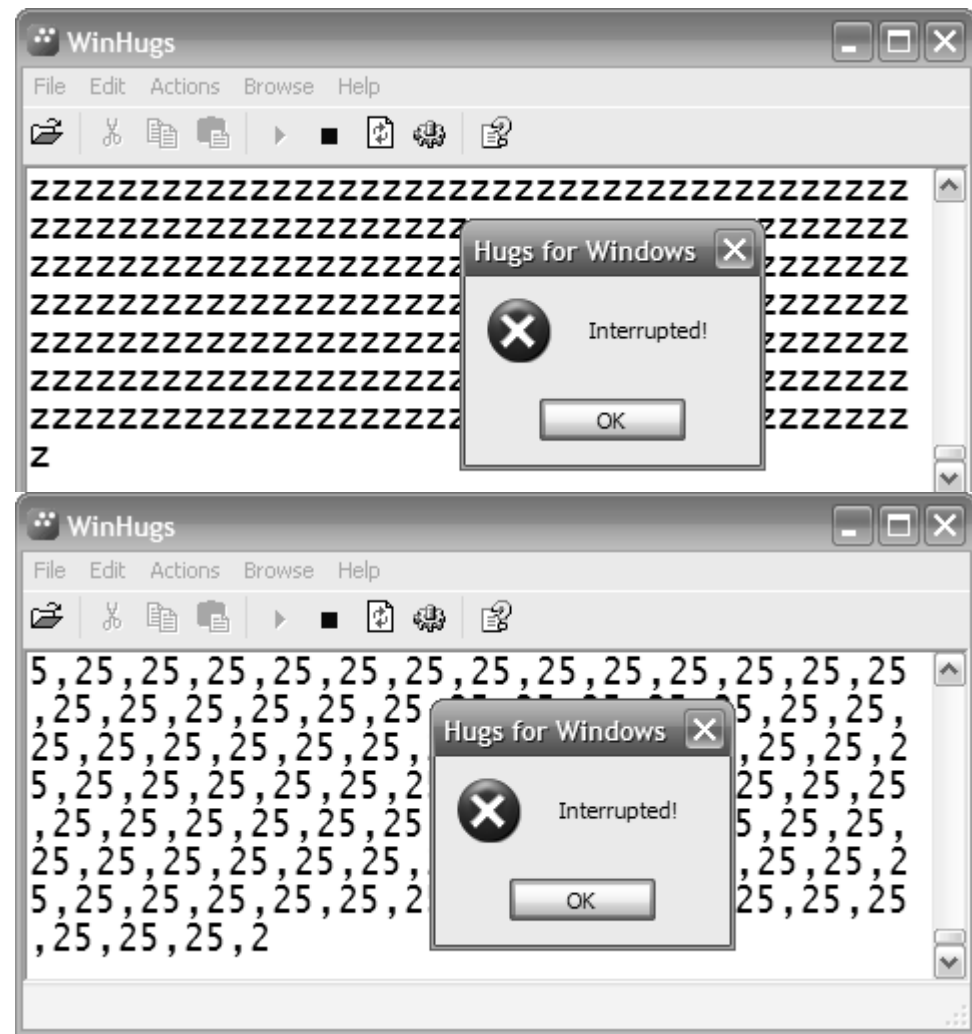 WinHugs
File Edit Actions Browse Help
zzzzzzzzzzzzzzzzzzzzzzzzzzzzzzzzzzzzzzzz
zzzzzzzzzzzzzzzzzzzz zzzzzzz
zzzzzzzzzzzzzzzzzzzz zzzzzzz
zzzzzzzzzzzzzzzzzzzz zzzzzzz
zzzzzzzzzzzzzzzzzzzz zzzzzzz
zzzzzzzzzzzzzzzzzzzz zzzzzzz
zzzzzzzzzzzzzzzzzzzz zzzzzzz
z
Hugs for Windows
Interrupted!
OK
WinHugs
File Edit Actions Browse Help
5,25,25,25,25,25,25,25,25,25,25,25,25,25
,25,25,25,25,25,25 5,25,25,
25,25,25,25,25,25, ,25,25,2
5,25,25,25,25,25,2 25,25,25
,25,25,25,25,25,25 5,25,25,
25,25,25,25,25,25, ,25,25,2
5,25,25,25,25,25,2 25,25,25
,25,25,25,2
Hugs for Windows
Interrupted!
OK